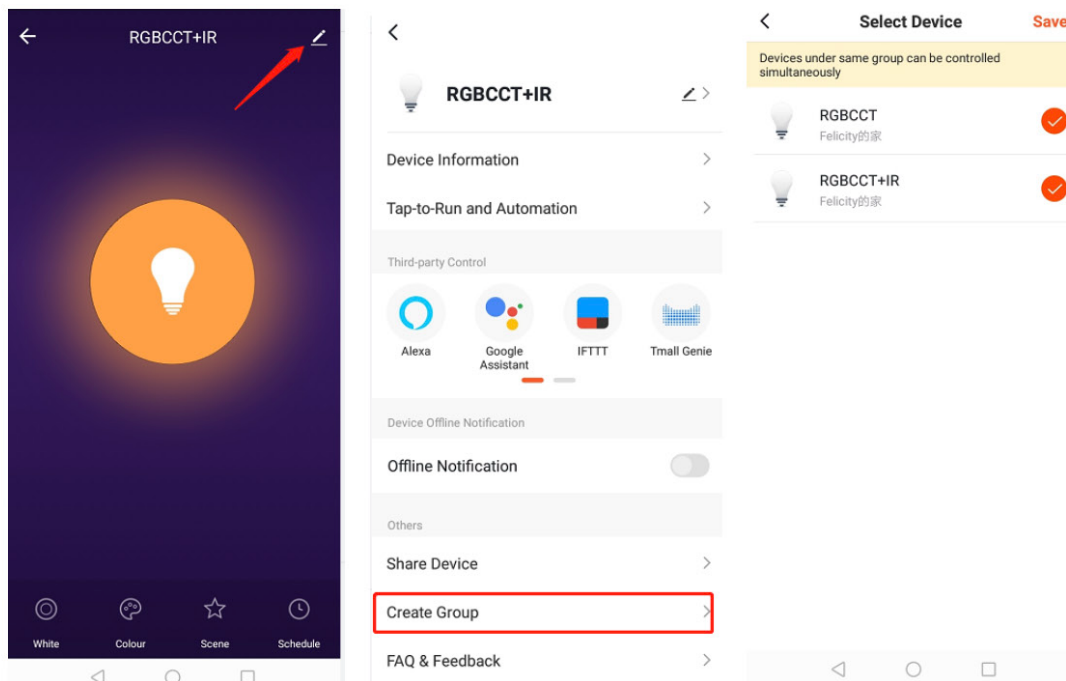 RGBCCT+IR
White
Colour
Scene
Schedule
RGBCCT+IR
Device Information
Tap-to-Run and Automation
Third-party Control
Alexa
Google
Assistant
IFTTT
Tmall Genie
Device Offline Notification
Offline Notification
Others
Share Device
Create Group
FAQ & Feedback
Select Device
Save
Devices under same group can be controlled
simultaneously
RGBCCT
Felicity的家
RGBCCT+IR
Felicity的家